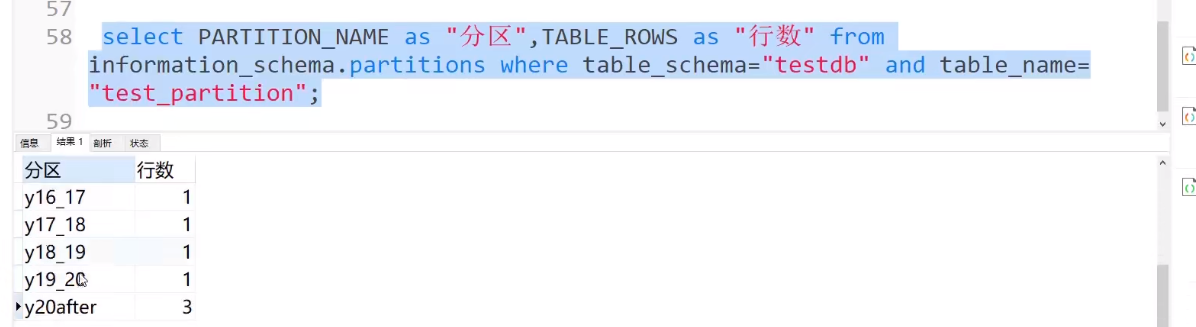 57
58 select PARTITION_NAME as "分区",TABLE_ROWS as "行数" from
information_schema.partitions where table_schema="testdb" and table_name=
"test_partition";
59
信息 结果 1 剖析 状态
分区 行数
y16_17 1
y17_18 1
y18_19 1
y19_20 1
y20after 3